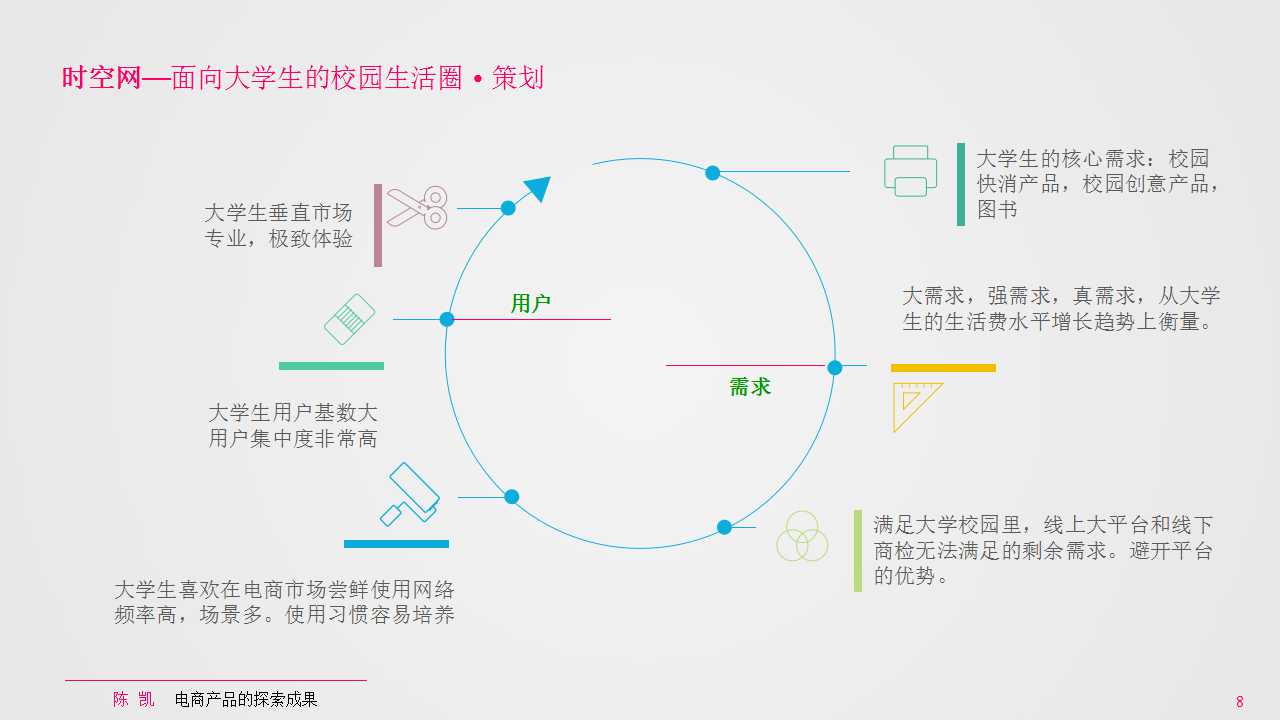 时空网—面向大学生的校园生活圈•策划
大学生垂直市场
专业，极致体验
用户
大学生用户基数大
用户集中度非常高
大学生喜欢在电商市场尝鲜使用网络
频率高，场景多。使用习惯容易培养
大学生的核心需求：校园
快消产品，校园创意产品，
图书
大需求，强需求，真需求，从大学
生的生活费水平增长趋势上衡量。
需求
满足大学校园里，线上大平台和线下
商检无法满足的剩余需求。避开平台
的优势。
陈 凯 电商产品的探索成果
8